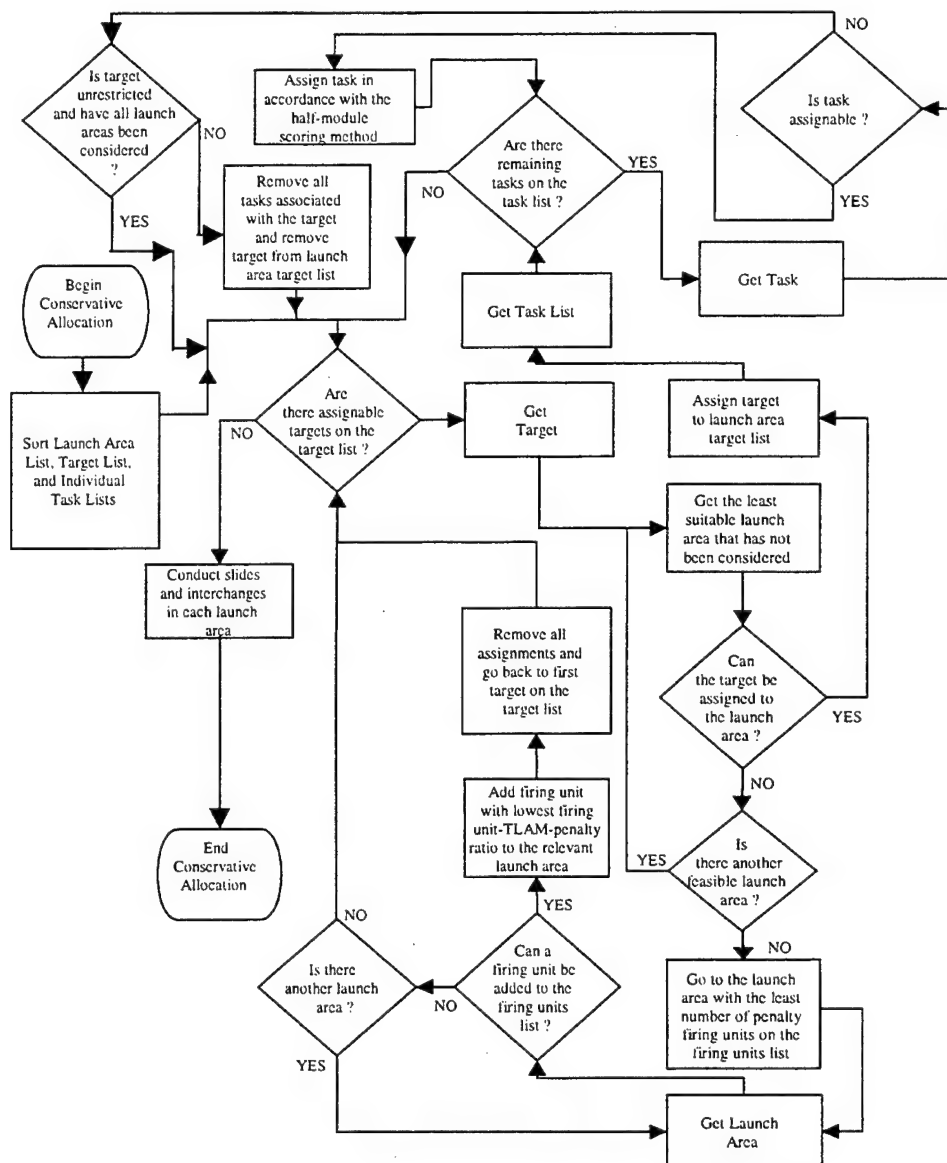 NO
Is target
unrestricted
and have all
launch
areas been
considered
?
NO
YES
Assign task in
accordance with the
half-module
scoring method
Are there
remaining
tasks on the
task list ?
YES
NO
Is task
assignable ?
YES
Remove all
tasks associated
with the target
and remove
target from launch
area target list
Get Task
Begin
Conservative
Allocation
Get Task List
Sort Launch Area
List, Target List,
and Individual
Task Lists
Are
there assignable
targets on the
target list ?
NO
Get
Target
Assign target
to launch area
target list
Get the least
suitable launch
area that has not
been considered
Conduct slides
and interchanges
in each launch
area
Remove all
assignments and
go back to first
target on the
target list
Can
the target be
assigned to
the launch
area ?
YES
NO
Add firing unit
with lowest firing
unit-TLAM-penalty
ratio to the relevant
launch area
End
Conservative
Allocation
Is
there another
feasible launch
area ?
YES
NO
YES
NO
Is there
another launch
area ?
YES
Can a
firing unit be
added to the
firing units
list ?
NO
Go to the launch
area with the least
number of penalty
firing units on the
firing units list
Get Launch
Area